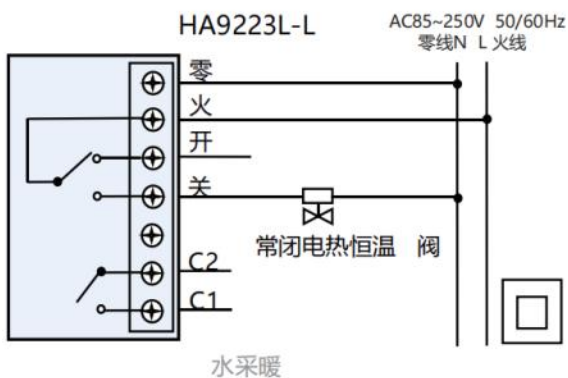 HA9223L-L
AC85~250V 50/60Hz
零线N L 火线
零
火
开
关
常闭电热恒温 阀
C2
C1
水采暖